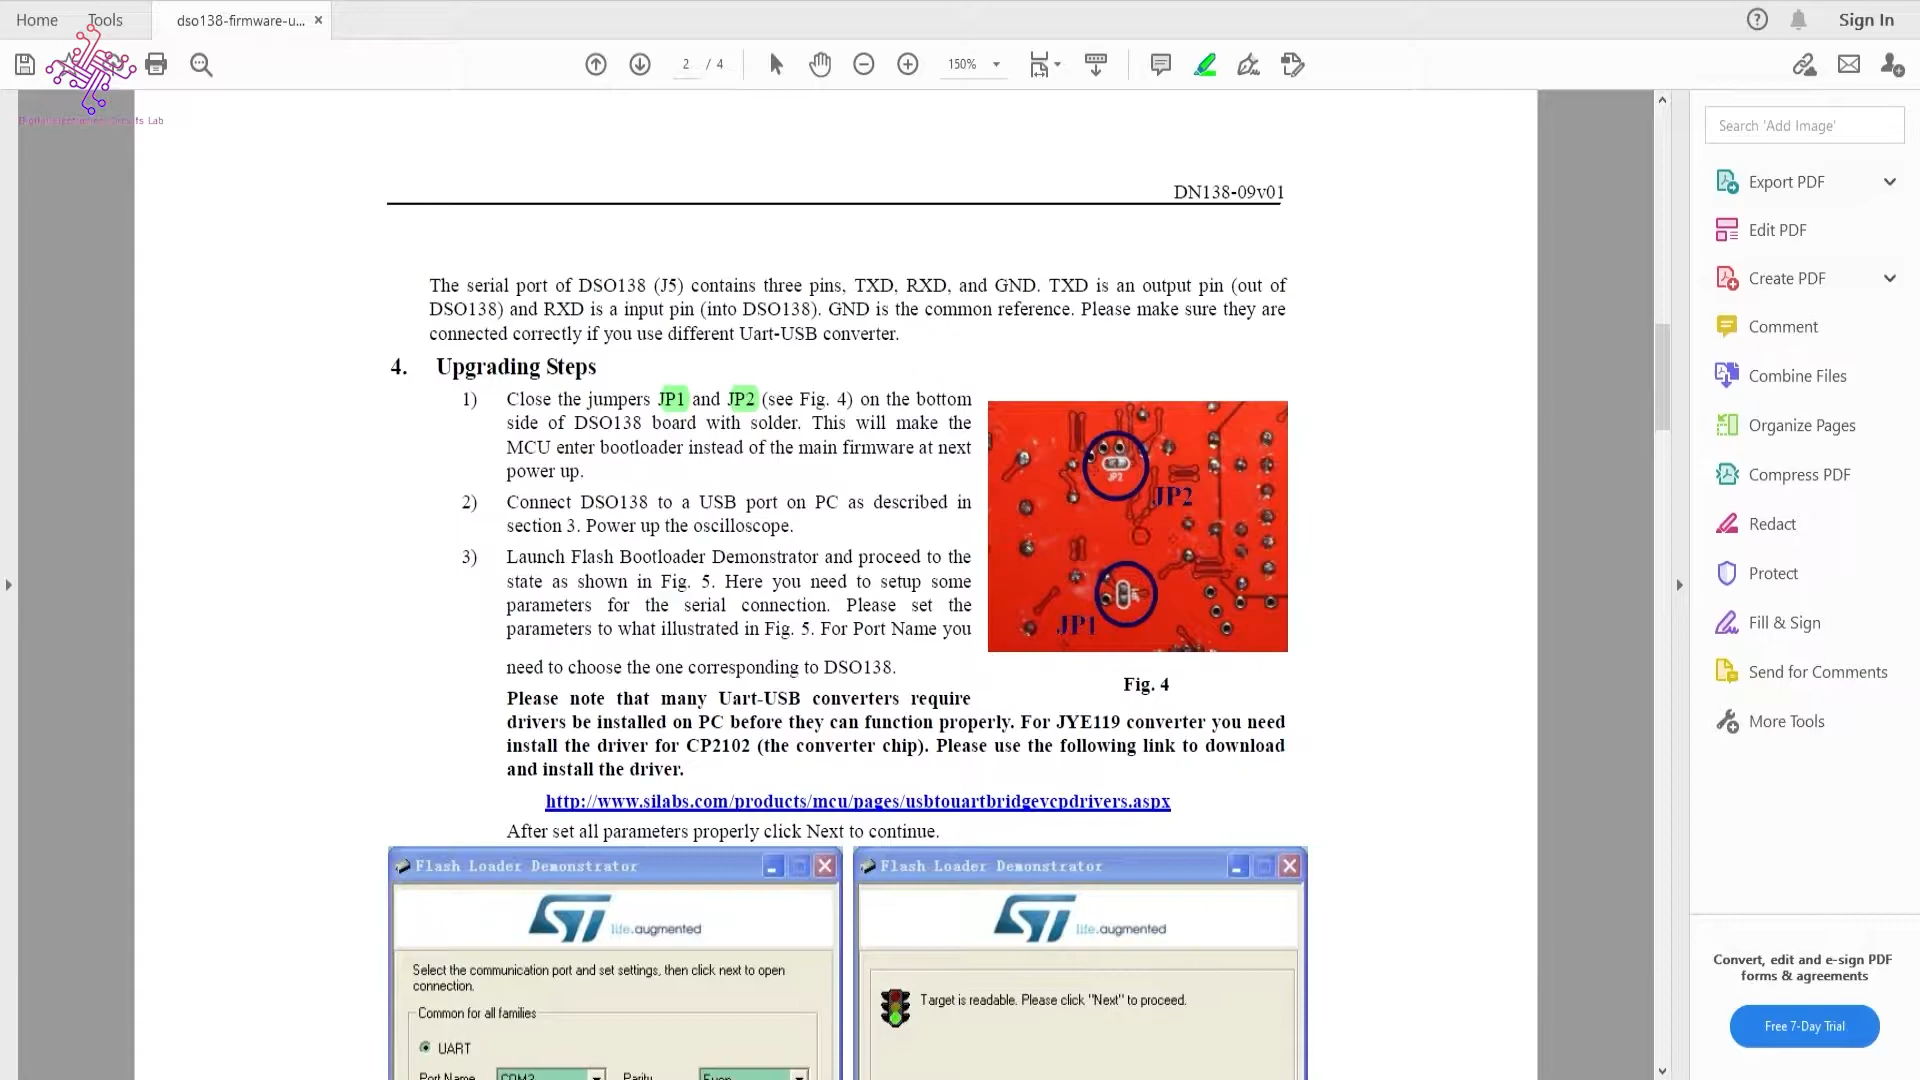 Home
Tools
dso138-firmware-u... ×
Sign In
2 / 4
150%
Lab
Search 'Add Image'
Export PDF
Edit PDF
Create PDF
Comment
Combine Files
Organize Pages
Compress PDF
Redact
Protect
Fill & Sign
Send for Comments
More Tools
Convert, edit and e-sign PDF
forms & agreements
Free 7-Day Trial
DN138-09v01
The serial port of DSO138 (J5) contains three pins, TXD, RXD, and GND. TXD is an output pin (out of
DSO138) and RXD is a input pin (into DSO138). GND is the common reference. Please make sure they are
connected correctly if you use different Uart-USB converter.
4. Upgrading Steps
1) Close the jumpers JP1 and JP2 (see Fig. 4) on the bottom
side of DSO138 board with solder. This will make the
MCU enter bootloader instead of the main firmware at next
power up.
2) Connect DSO138 to a USB port on PC as described in
section 3. Power up the oscilloscope.
3) Launch Flash Bootloader Demonstrator and proceed to the
state as shown in Fig. 5. Here you need to setup some
parameters for the serial connection. Please set the
parameters to what illustrated in Fig. 5. For Port Name you
need to choose the one corresponding to DSO138.
JP2
JP2
JP1
Fig. 4
Please note that many Uart-USB converters require
drivers be installed on PC before they can function properly. For JYE119 converter you need
install the driver for CP2102 (the converter chip). Please use the following link to download
and install the driver.
http://www.silabs.com/products/mcu/pages/usbtouartbridgevcpdrivers.aspx
After set all parameters properly click Next to continue.
Flash Loader Demonstrator
ST life.augmented
Select the communication port and set settings, then click next to open
connection.
Common for all families
UART
Port Name COM3 Parity Even
Flash Loader Demonstrator
ST life.augmented
Target is readable. Please click "Next" to proceed.